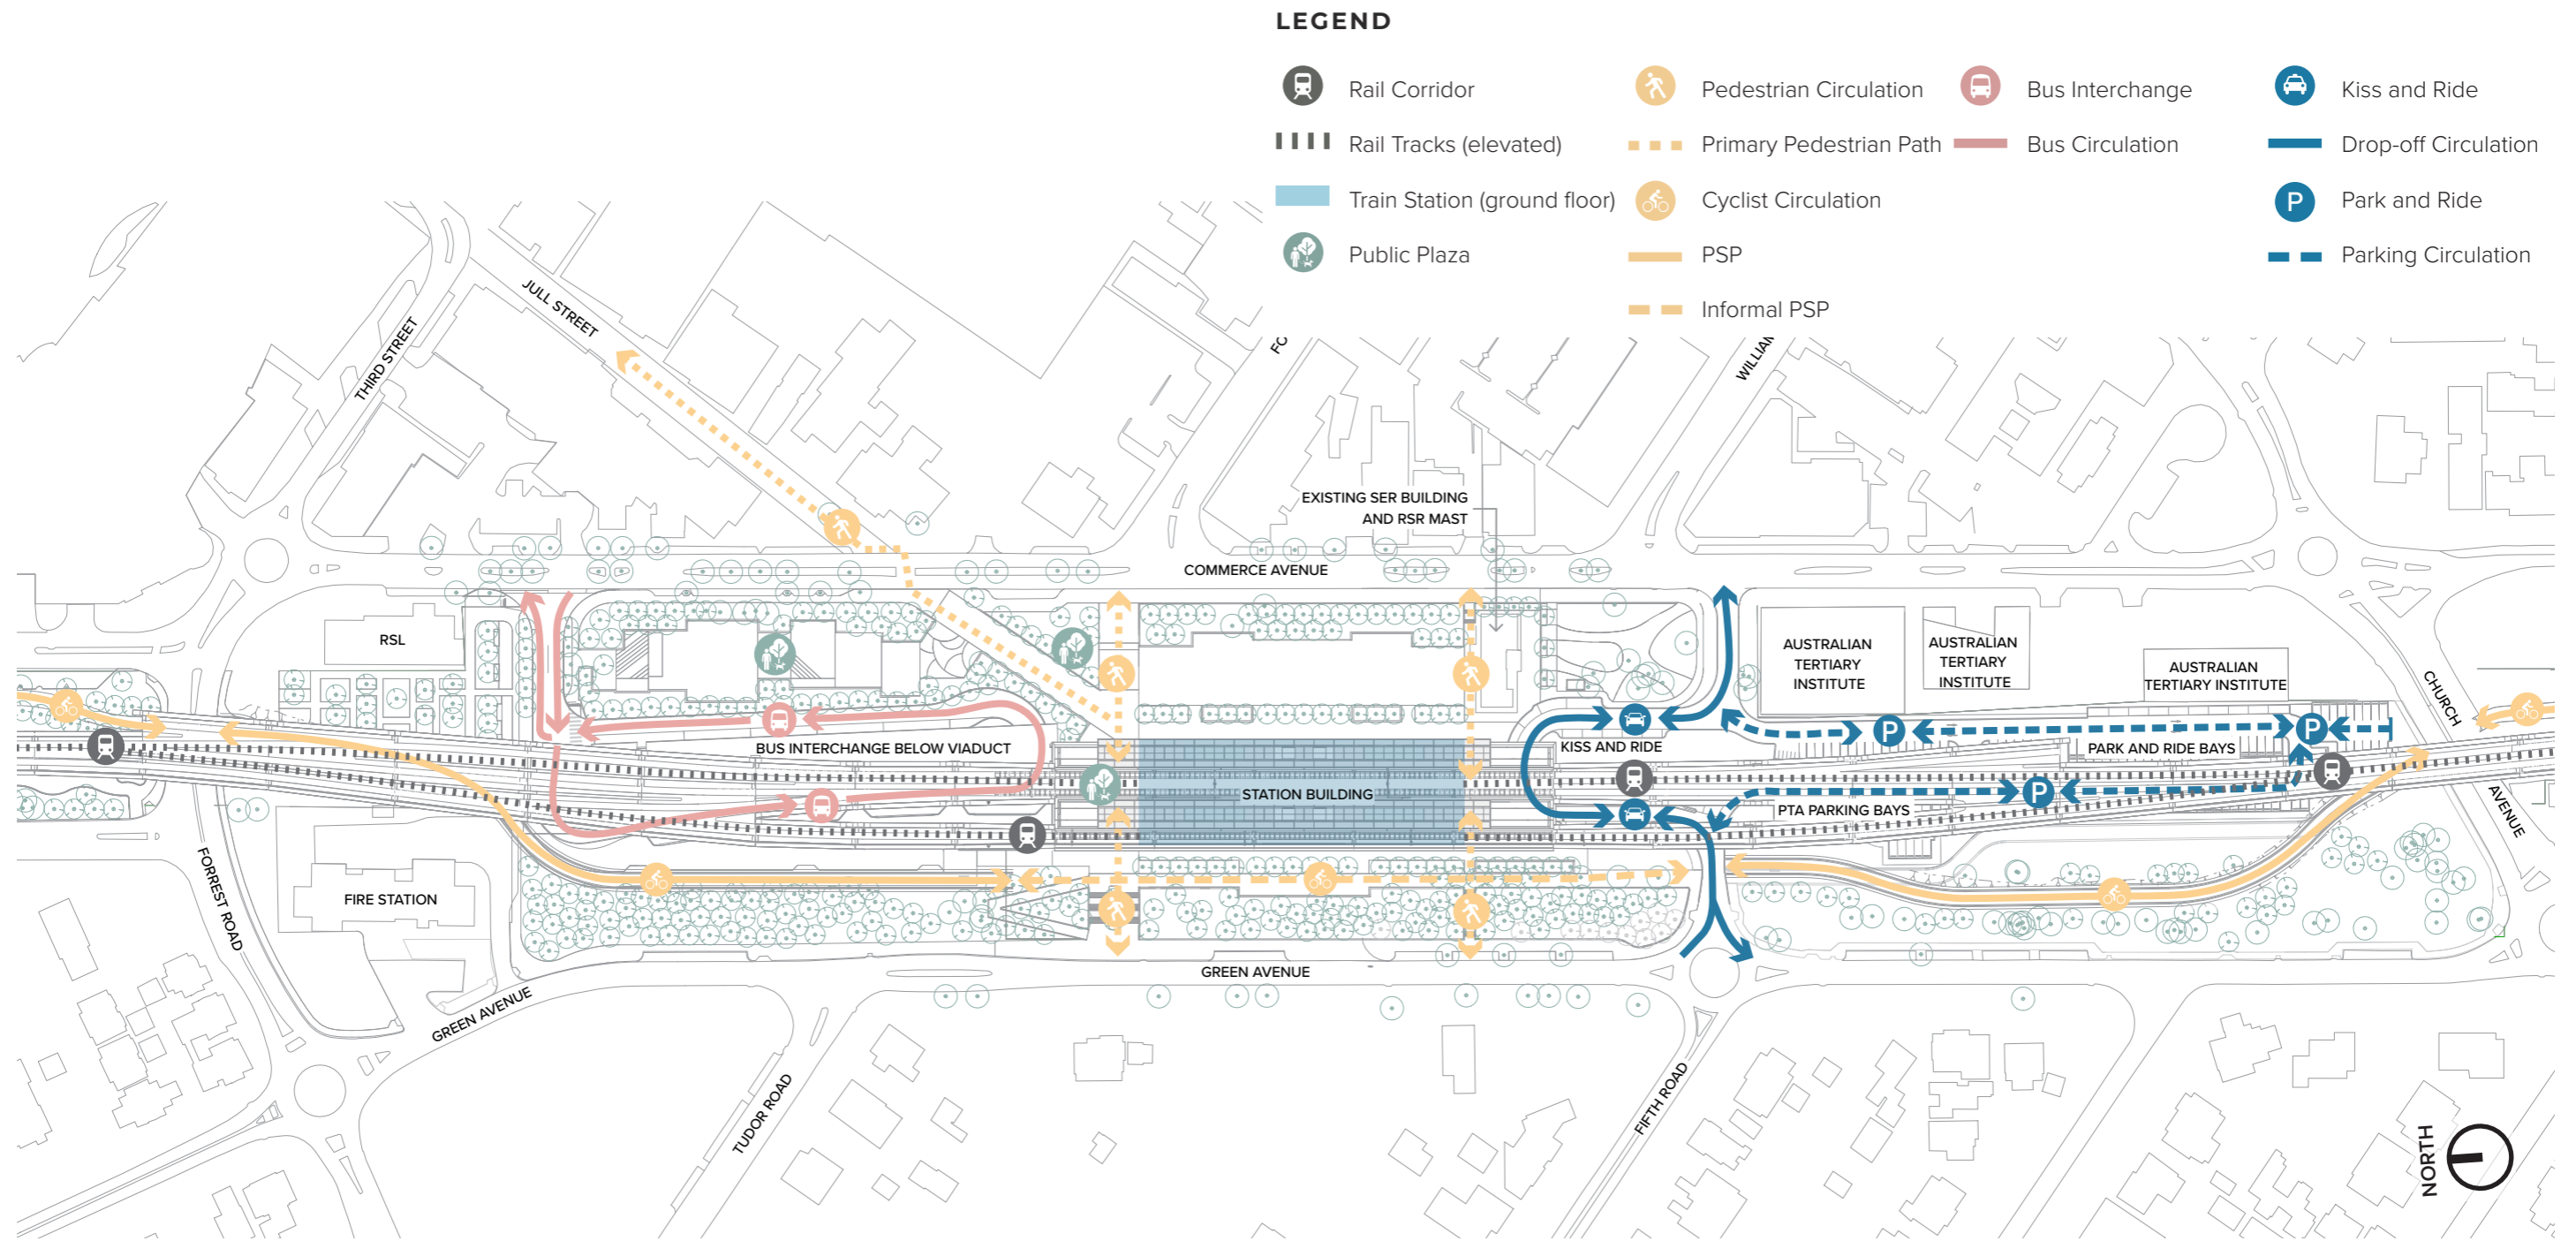 LEGEND
Rail Corridor
Rail Tracks (elevated)
Train Station (ground floor)
Public Plaza
Pedestrian Circulation
Primary Pedestrian Path
Cyclist Circulation
PSP
Informal PSP
Bus Interchange
Bus Circulation
Kiss and Ride
Drop-off Circulation
P
Park and Ride
Parking Circulation
JULL STREET
THIRD STREET
FO
WILLIAM
EXISTING SER BUILDING
AND RSR MAST
COMMERCE AVENUE
RSL
AUSTRALIAN
TERTIARY
INSTITUTE
AUSTRALIAN
TERTIARY
INSTITUTE
AUSTRALIAN
TERTIARY INSTITUTE
CHURCH
AVENUE
BUS INTERCHANGE BELOW VIADUCT
KISS AND RIDE
P
P
PARK AND RIDE BAYS
STATION BUILDING
P
PTA PARKING BAYS
FORREST ROAD
FIRE STATION
GREEN AVENUE
GREEN AVENUE
TUDOR ROAD
FIFTH ROAD
NORTH